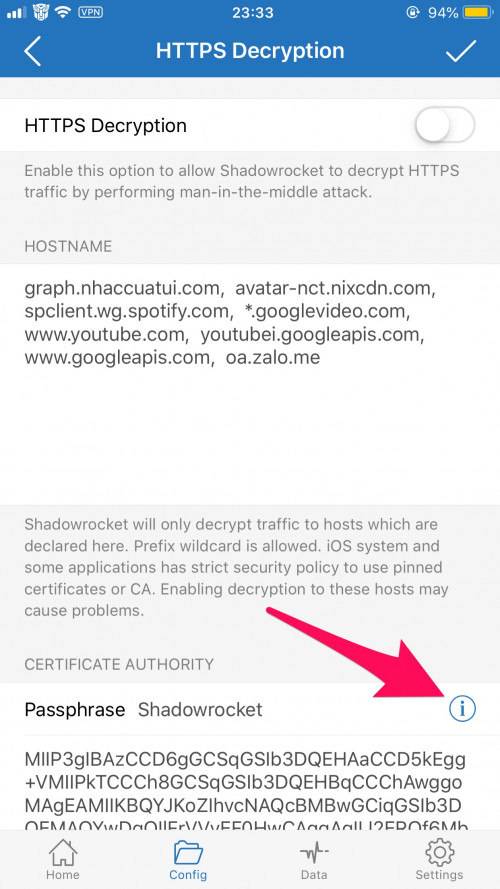 VPN 23:33 94%
HTTPS Decryption
HTTPS Decryption
Enable this option to allow Shadowrocket to decrypt HTTPS
traffic by performing man-in-the-middle attack.
HOSTNAME
graph.nhaccuatui.com, avatar-nct.nixcdn.com,
spclient.wg.spotify.com, *.googlevideo.com,
www.youtube.com, youtubei.googleapis.com,
www.googleapis.com, oa.zalo.me
Shadowrocket will only decrypt traffic to hosts which are
declared here. Prefix wildcard is allowed. iOS system and
some applications has strict security policy to use pinned
certificates or CA. Enabling decryption to these hosts may
cause problems.
CERTIFICATE AUTHORITY
Passphrase Shadowrocket i
MIIP3gIBAzCCD6gGCSqGSIb3DQEHAaCCD5kEgg
+VMIIPkTCCCh8GCSqGSIb3DQEHBqCCChAwggo
MAgEAMIIKBQYJKoZIhvcNAQcBMBwGCiqGSIb3D
Home Config Data Settings